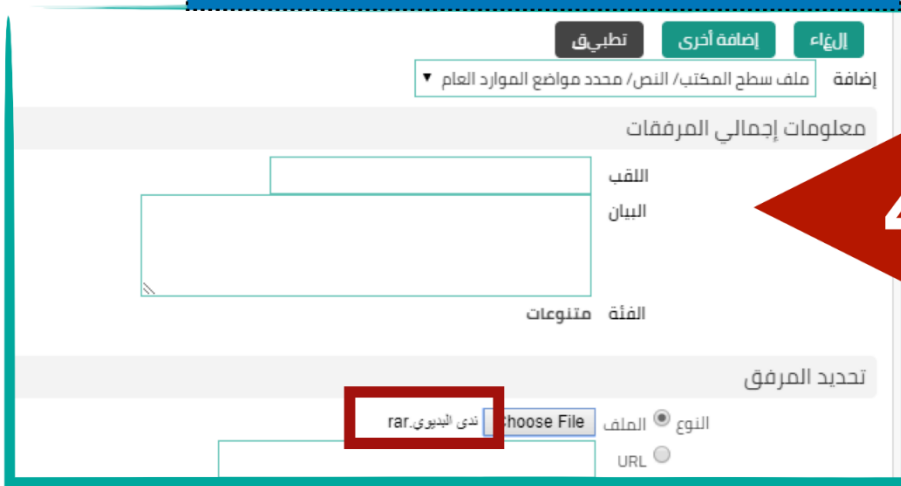 إلغاء إضافة أخرى تطبيق
إضافة ملف سطح المكتب/ النص/ محدد مواضع الموارد العام
معلومات إجمالي المرفقات
4
اللقب
البيان
الفئة متنوعات
تحديد المرفق
النوع الملف Choose File ندى البديوي.rar
URL